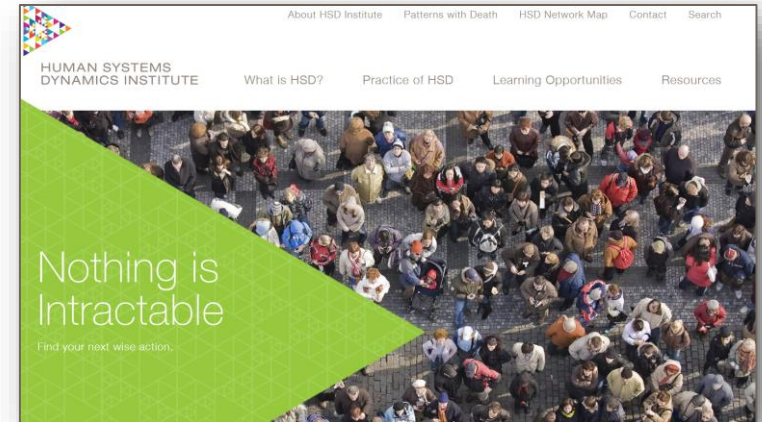 About HSD Institute Patterns with Death HSD Network Map Contact Search
HUMAN SYSTEMS
DYNAMICS INSTITUTE
What is HSD? Practice of HSD Learning Opportunities Resources
Nothing is
Intractable
Find your next wise action.